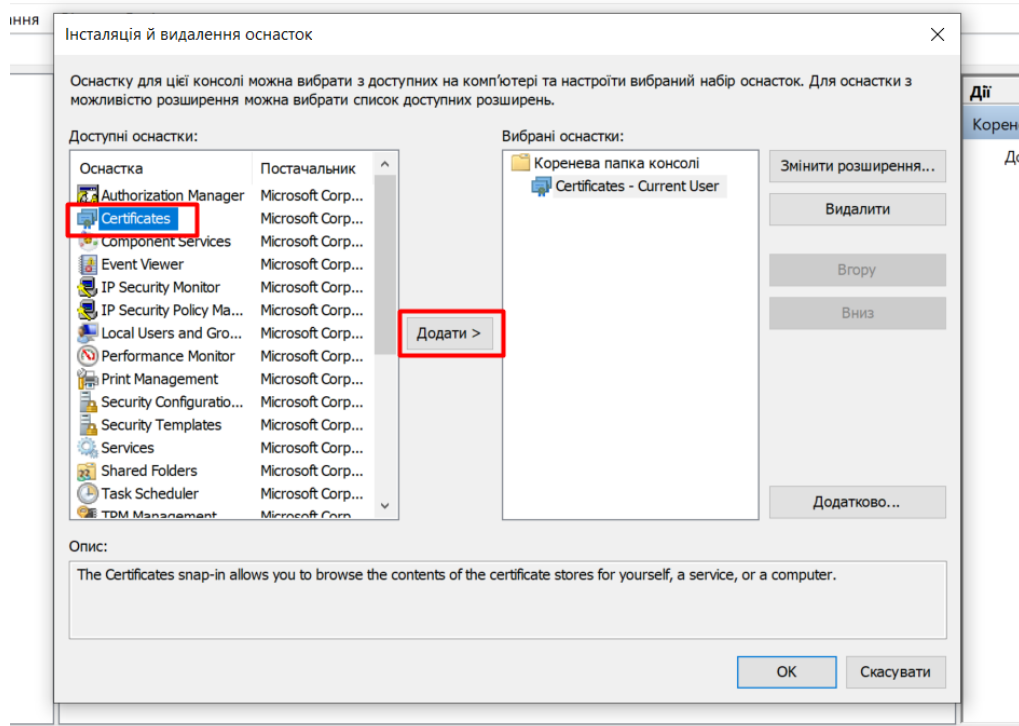 Інсталяція й видалення оснасток
Оснастку для цієї консолі можна вибрати з доступних на комп'ютері та настроїти вибраний набір оснасток. Для оснастки з
можливістю розширення можна вибрати список доступних розширень.
Дії
Доступні оснастки:
Вибрані оснастки:
Оснастка Постачальник
Authorization Manager Microsoft Corp...
Certificates Microsoft Corp...
Component Services Microsoft Corp...
Event Viewer Microsoft Corp...
IP Security Monitor Microsoft Corp...
IP Security Policy Ma... Microsoft Corp...
Local Users and Gro... Microsoft Corp...
Performance Monitor Microsoft Corp...
Print Management Microsoft Corp...
Security Configuratio... Microsoft Corp...
Security Templates Microsoft Corp...
Services Microsoft Corp...
Shared Folders Microsoft Corp...
Task Scheduler Microsoft Corp...
TPM Management Microsoft Corp...
Додати >
Коренева папка консолі
Certificates - Current User
Змінити розширення...
Видалити
Вгору
Вниз
Додатково...
Опис:
The Certificates snap-in allows you to browse the contents of the certificate stores for yourself, a service, or a computer.
ОК
Скасувати